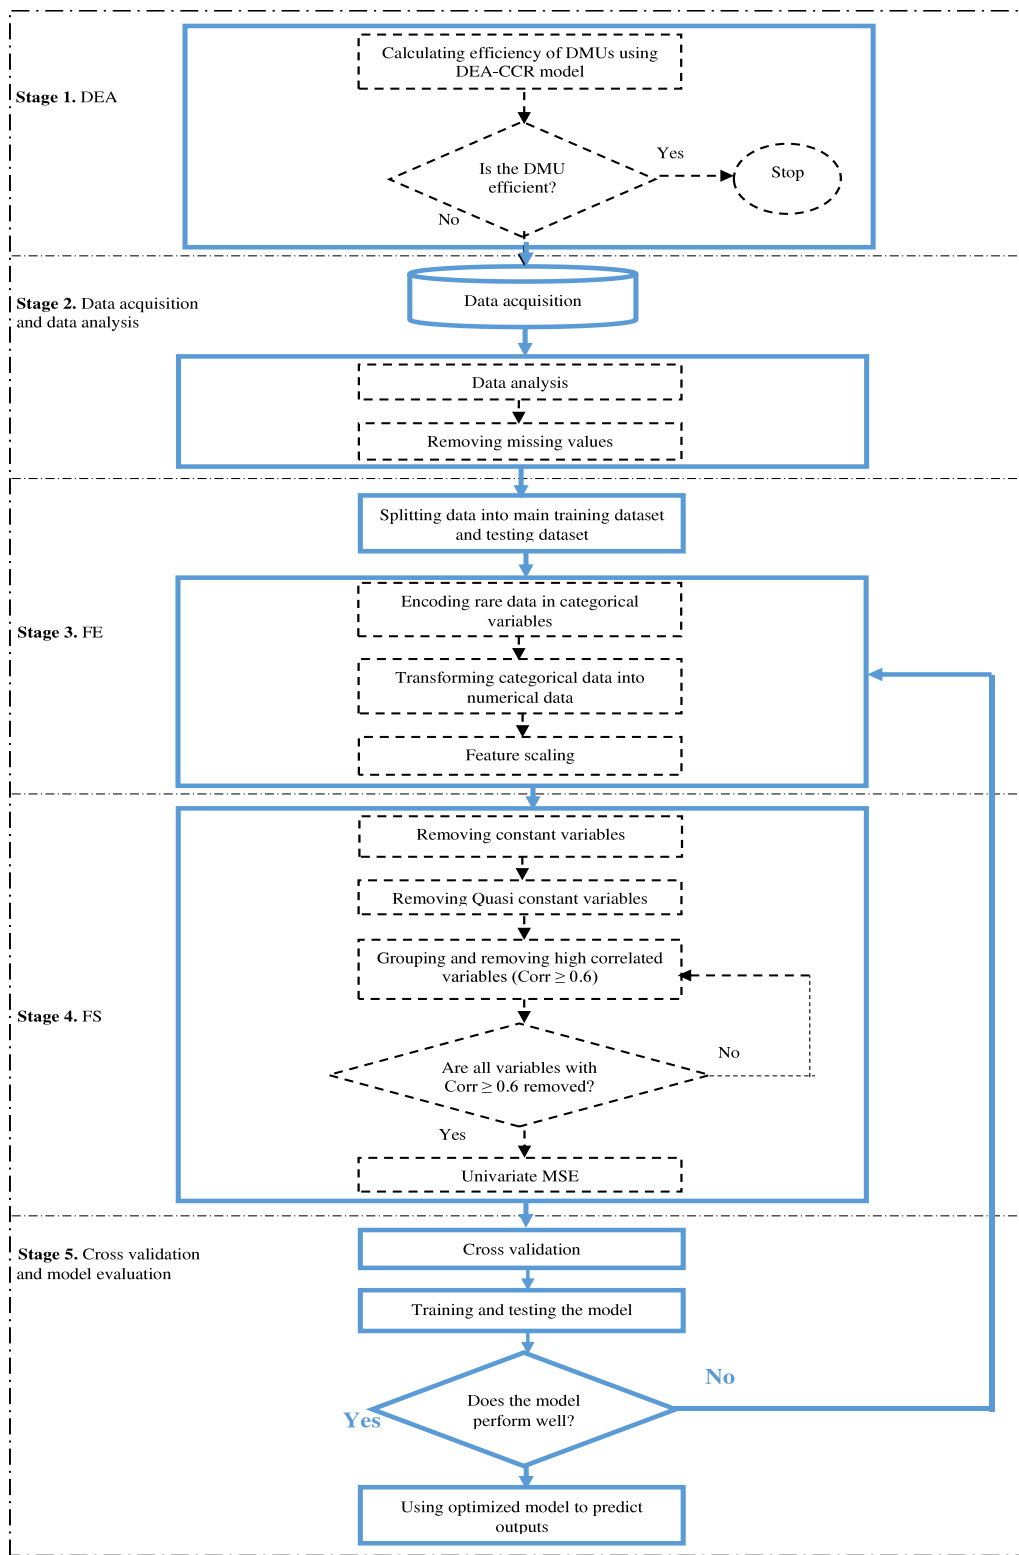 Calculating efficiency of DMUs using
DEA-CCR model
Stage 1. DEA
Is the DMU
efficient?
Yes
Stop
No
Stage 2. Data acquisition
and data analysis
Data acquisition
Data analysis
Removing missing values
Splitting data into main training dataset
and testing dataset
Stage 3. FE
Encoding rare data in categorical
variables
Transforming categorical data into
numerical data
Feature scaling
Removing constant variables
Removing Quasi constant variables
Grouping and removing high correlated
variables (Corr ≥ 0.6)
Stage 4. FS
Are all variables with
Corr ≥ 0.6 removed?
No
Yes
Univariate MSE
Stage 5. Cross validation
and model evaluation
Cross validation
Training and testing the model
Does the model
perform well?
No
Yes
Using optimized model to predict
outputs